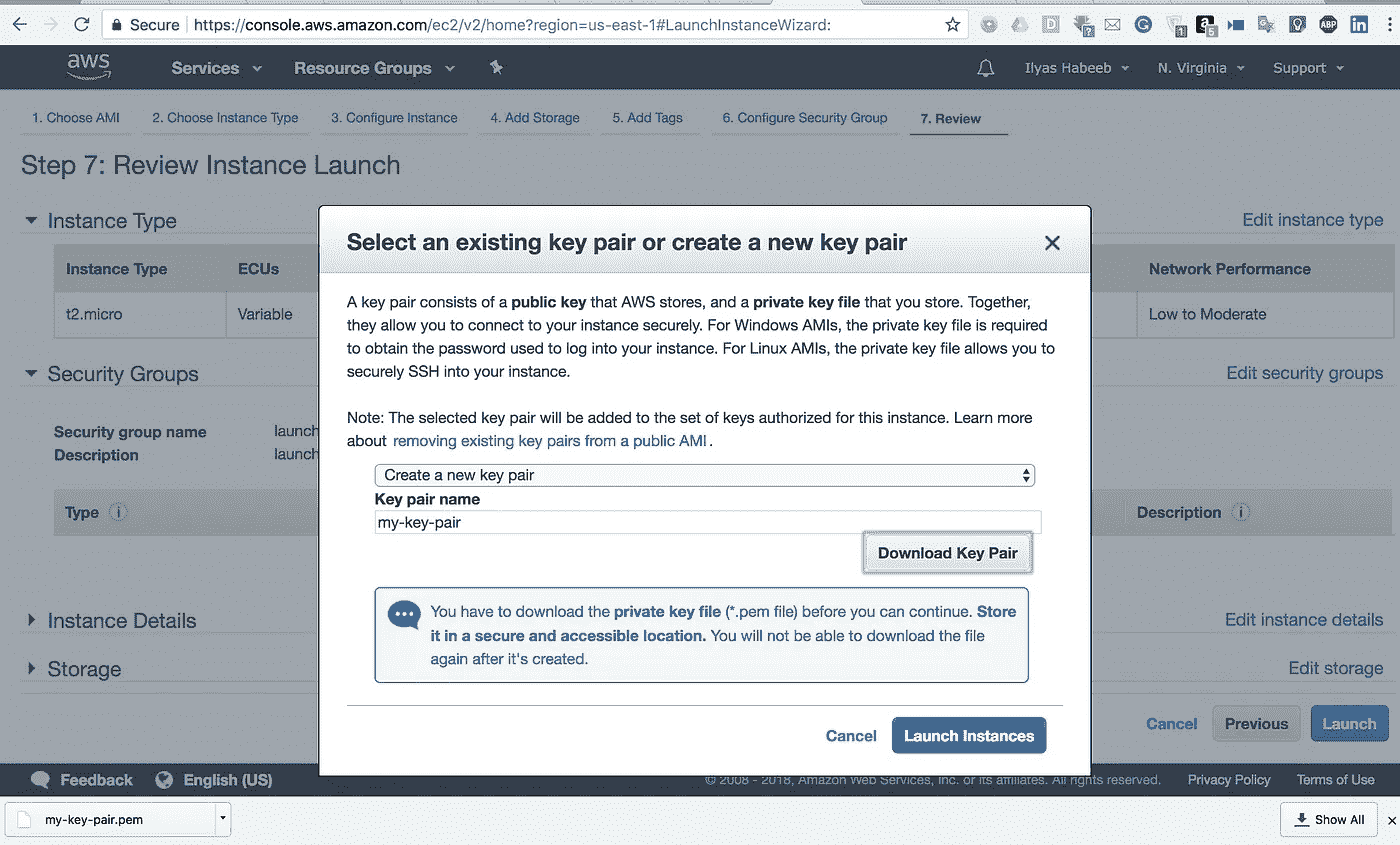 Secure https://console.aws.amazon.com/ec2/v2/home?region=us-east-1#LaunchInstanceWizard:
aws Services Resource Groups Ilyas Habeeb N. Virginia Support
1. Choose AMI 2. Choose Instance Type 3. Configure Instance 4. Add Storage 5. Add Tags 6. Configure Security Group 7. Review
Step 7: Review Instance Launch
Instance Type Edit instance type
Instance Type ECUs Network Performance
t2.micro Variable Low to Moderate
Security Groups Edit security groups
Security group name launch
Description launch
Type i Description i
Instance Details Edit instance details
Storage Edit storage
Cancel Previous Launch
Select an existing key pair or create a new key pair
A key pair consists of a public key that AWS stores, and a private key file that you store. Together,
they allow you to connect to your instance securely. For Windows AMIs, the private key file is required
to obtain the password used to log into your instance. For Linux AMIs, the private key file allows you to
securely SSH into your instance.
Note: The selected key pair will be added to the set of keys authorized for this instance. Learn more
about removing existing key pairs from a public AMI .
Create a new key pair
Key pair name
my-key-pair
Download Key Pair
You have to download the private key file (*.pem file) before you can continue. Store
it in a secure and accessible location. You will not be able to download the file
again after it's created.
Cancel Launch Instances
Feedback English (US) © 2008 - 2018, Amazon Web Services, Inc. or its affiliates. All rights reserved. Privacy Policy Terms of Use
my-key-pair.pem Show All